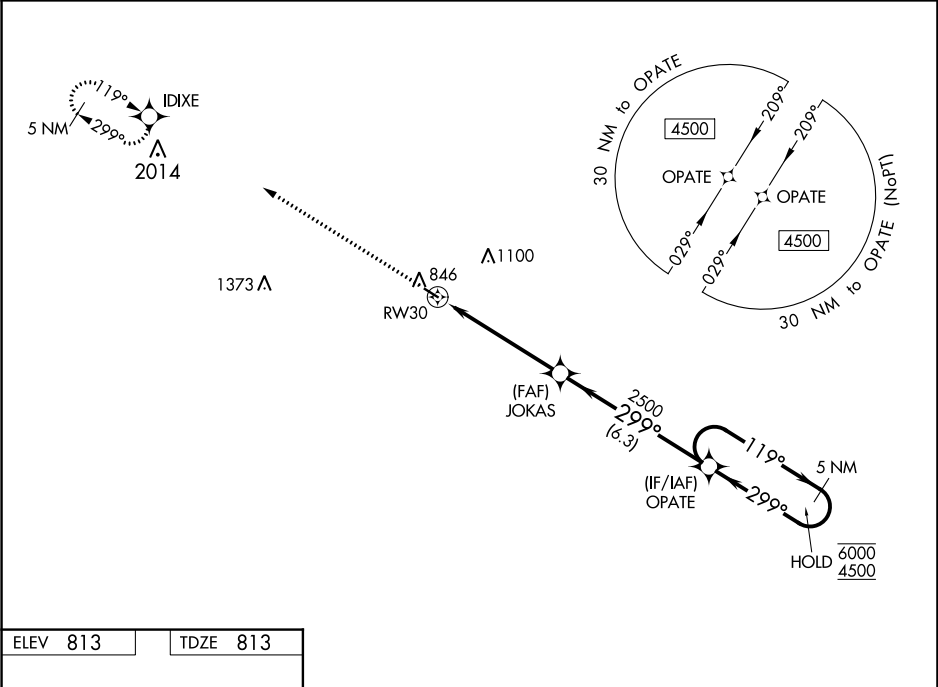 IDIXE
119°
299°
5 NM
2014
30 NM to OPATE
209°
4500
OPATE
029°
209°
OPATE
4500
029°
30 NM to OPATE (NoPT)
1373
846
1100
RW30
(FAF)
JOKAS
2500
299°
(6.3)
119°
5 NM
(IF/IAF)
OPATE
299°
HOLD
6000
4500
ELEV 813
TDZE 813